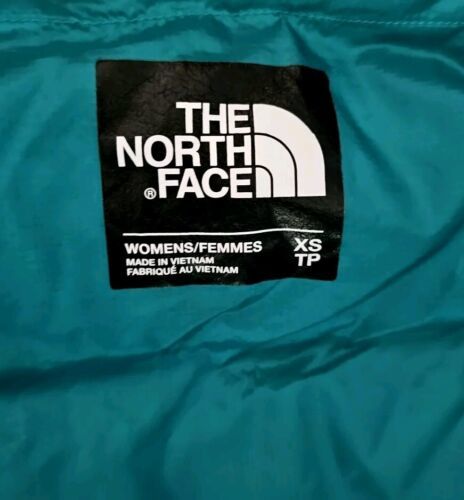 THE
NORTH
® FACE
WOMENS/FEMMES XS
MADE IN VIETNAM TP
FABRIQUÉ AU VIETNAM